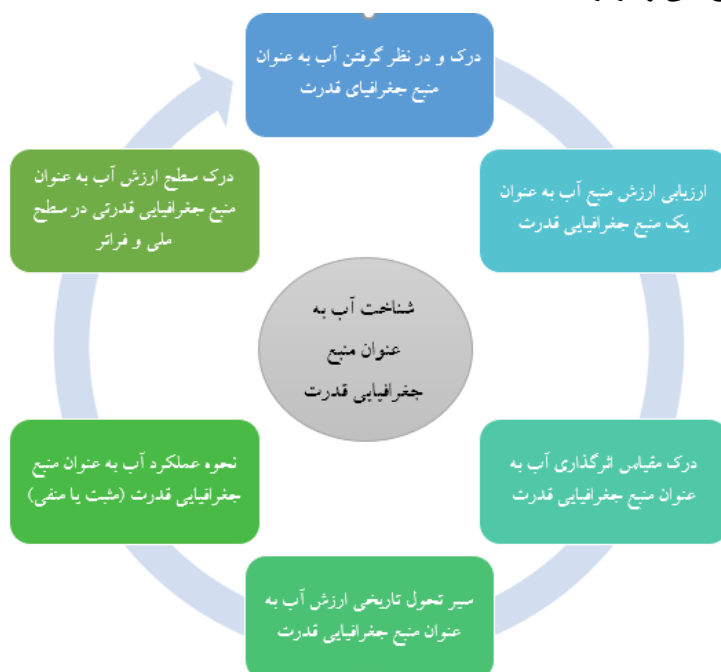 درک و در نظر گرفتن آب به عنوان
منبع جغرافیای قدرت
ارزیابی ارزش منبع آب به عنوان
یک منبع جغرافیایی قدرت
درک مقیاس اثرگذاری آب به
عنوان منبع جغرافیایی قدرت
سیر تحول تاریخی ارزش آب به
عنوان منبع جغرافیایی قدرت
نحوه عملکرد آب به عنوان منبع
جغرافیایی قدرت (مثبت یا منفی)
درک سطح ارزش آب به عنوان
منبع جغرافیایی قدرتی در سطح
ملی و فراتر
شناخت آب به
عنوان منبع
جغرافیایی قدرت